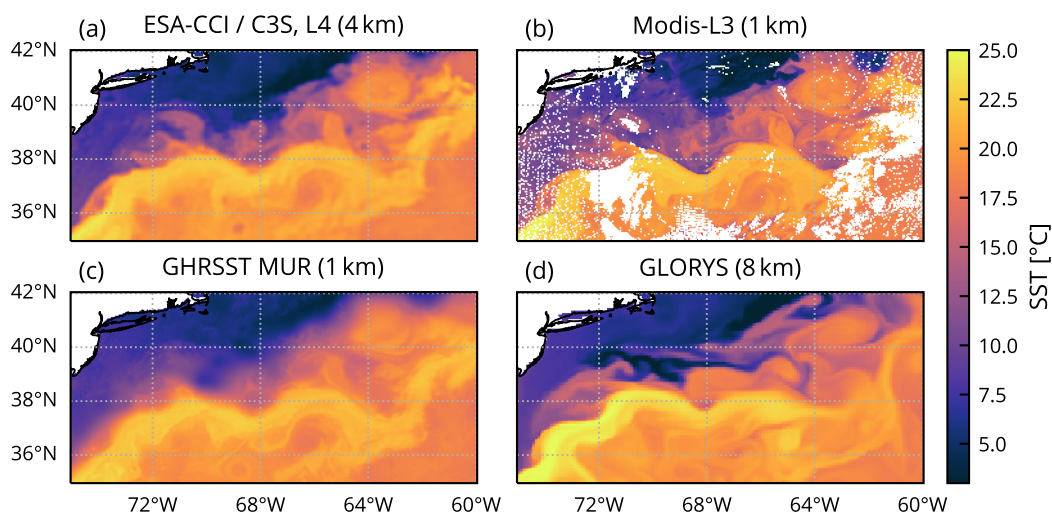 (a) ESA-CCI / C3S, L4 (4 km)
(b) Modis-L3 (1 km)
42°N
40°N
38°N
36°N
(c) GHRSST MUR (1 km)
(d) GLORYS (8 km)
42°N
40°N
38°N
36°N
72°W 68°W 64°W 60°W
72°W 68°W 64°W 60°W
25.0
22.5
20.0
17.5
15.0
12.5
10.0
7.5
5.0
SST [°C]